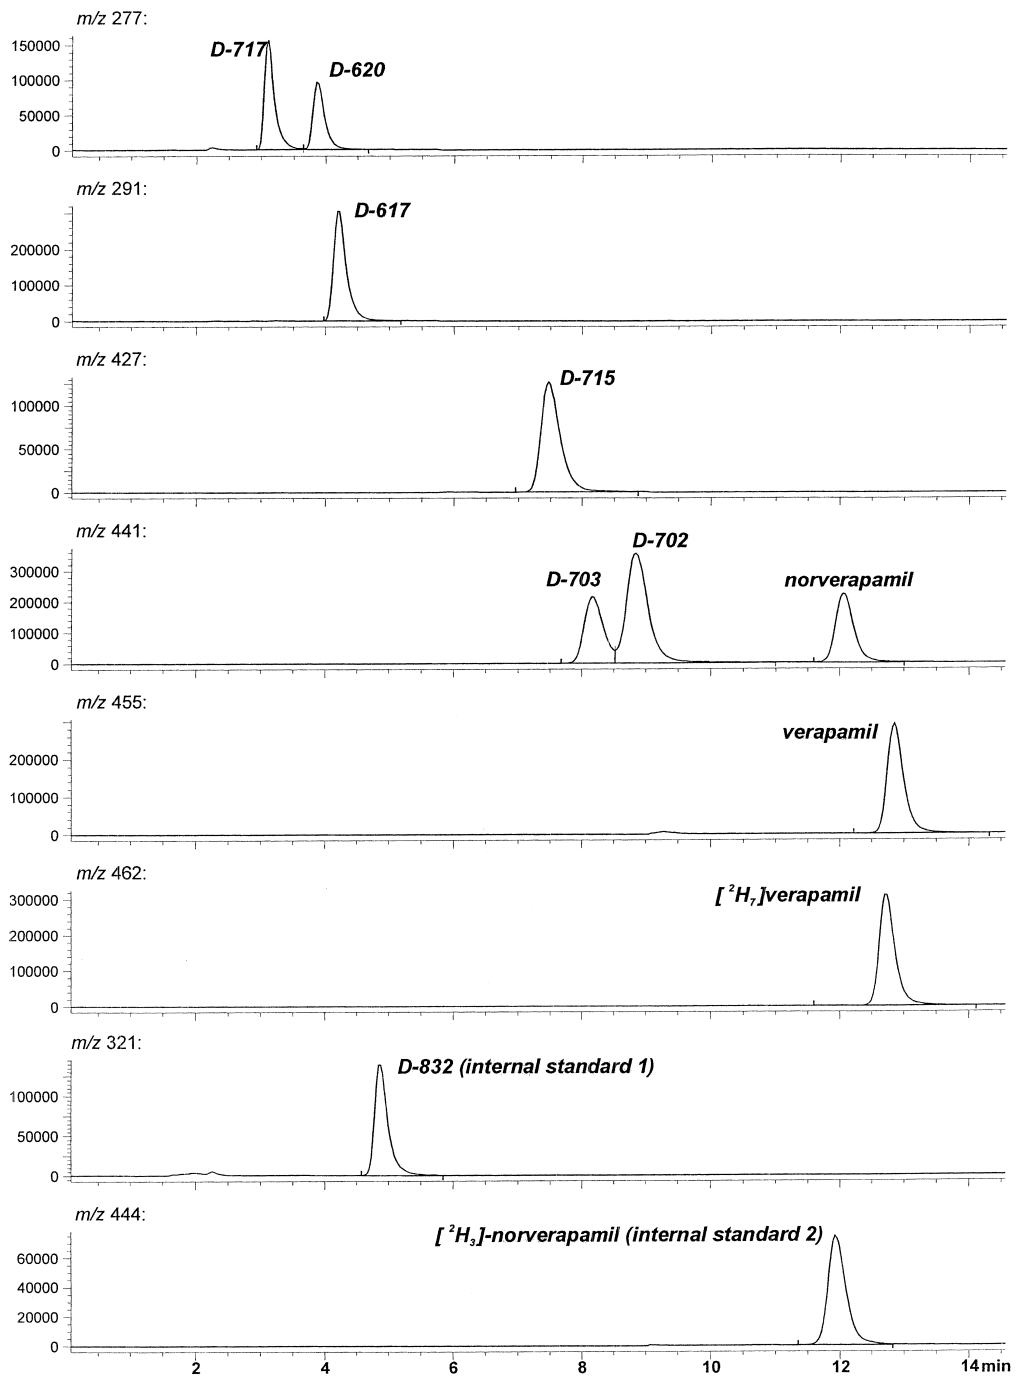 m/z 277:
150000
D-717
D-620
100000
50000
0
m/z 291:
D-617
200000
100000
0
m/z 427:
D-715
100000
50000
0
m/z 441:
D-702
300000
D-703
norverapamil
200000
100000
0
m/z 455:
verapamil
200000
100000
0
m/z 462:
300000
[ ²H₇]verapamil
200000
100000
0
m/z 321:
D-832 (internal standard 1)
100000
50000
0
m/z 444:
[ ²H₃]-norverapamil (internal standard 2)
60000
40000
20000
0
2 4 6 8 10 12 14 min